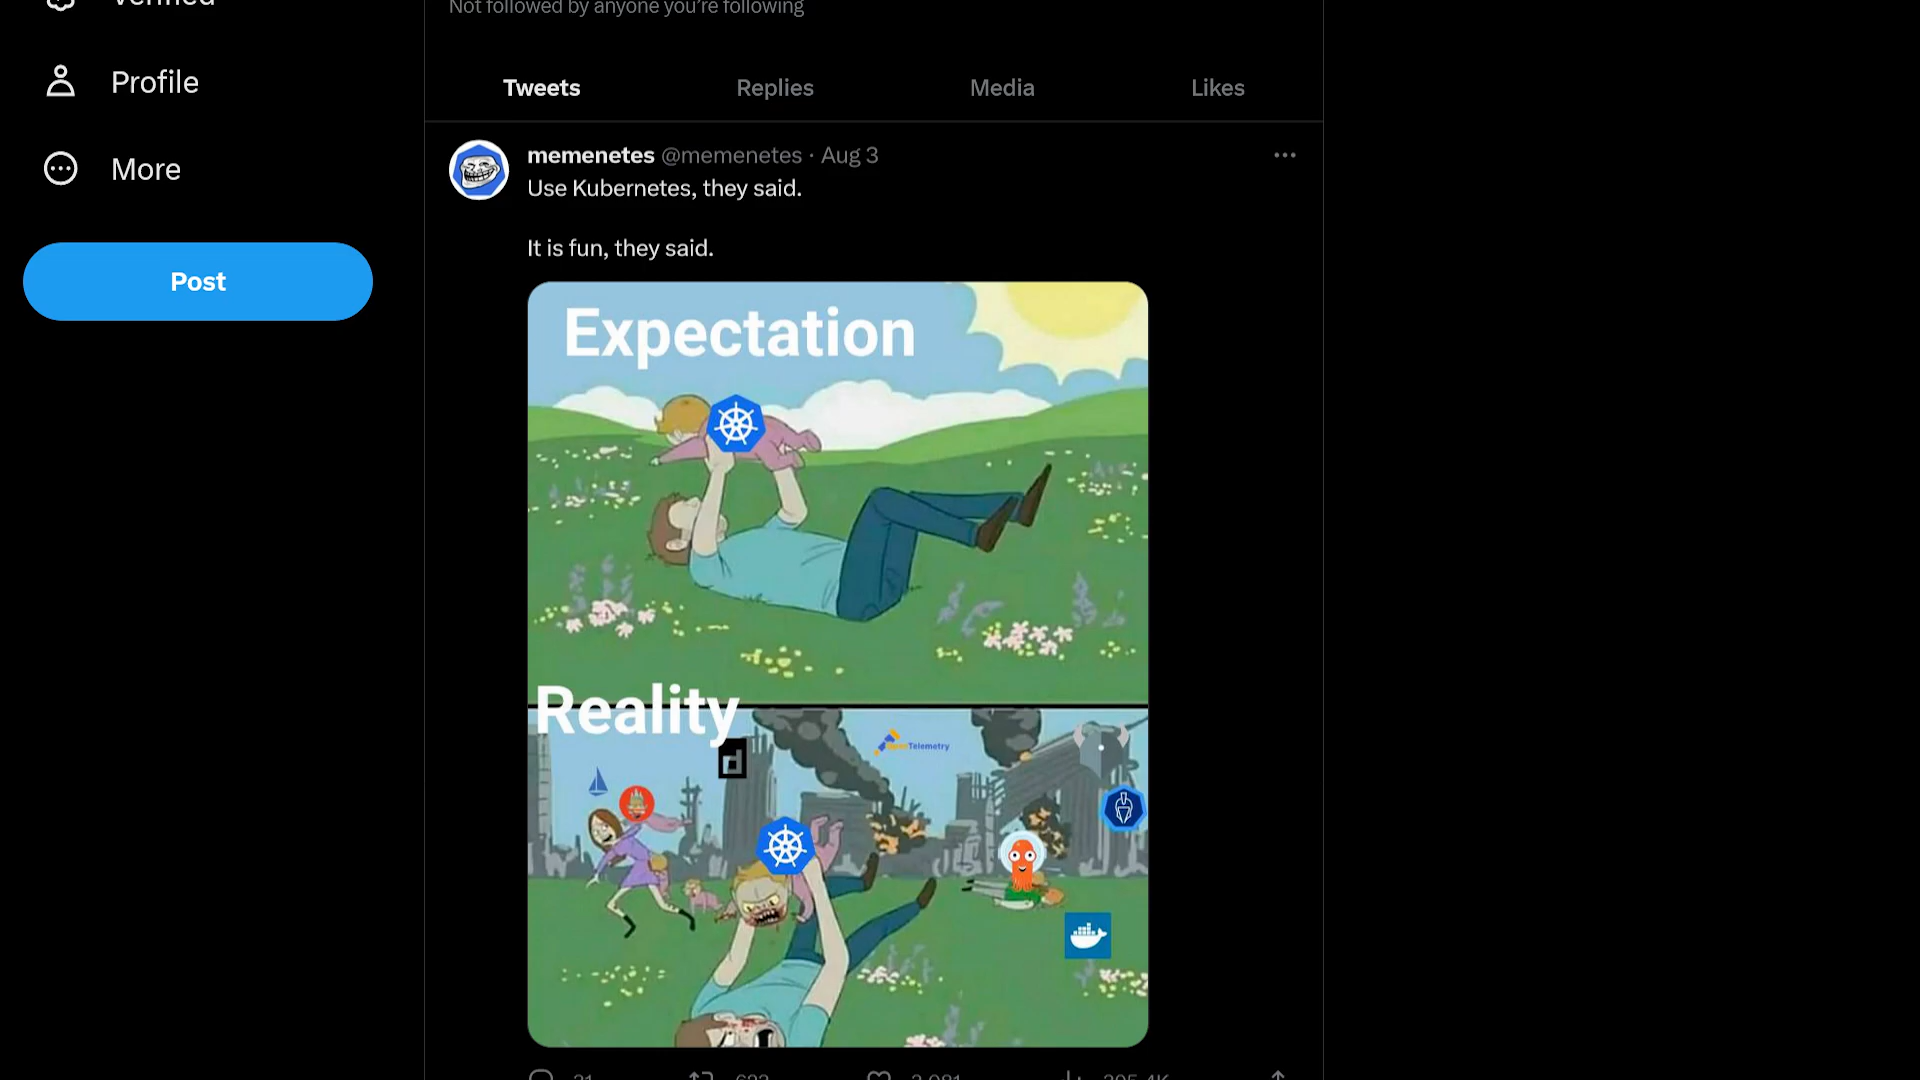 Verified
Not followed by anyone you're following
Profile
More
Post
Tweets Replies Media Likes
memenetes @memenetes · Aug 3
Use Kubernetes, they said.
It is fun, they said.
Expectation
Reality
Telemetry